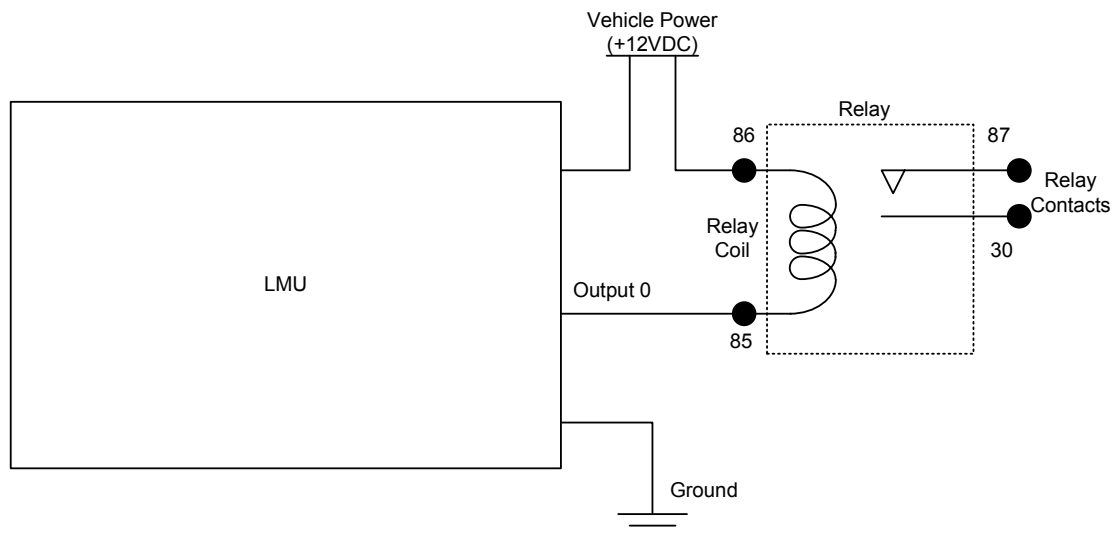 Vehicle Power
(+12VDC)
Relay
86
87
Relay
Contacts
Relay
Coil
30
LMU
Output 0
85
Ground